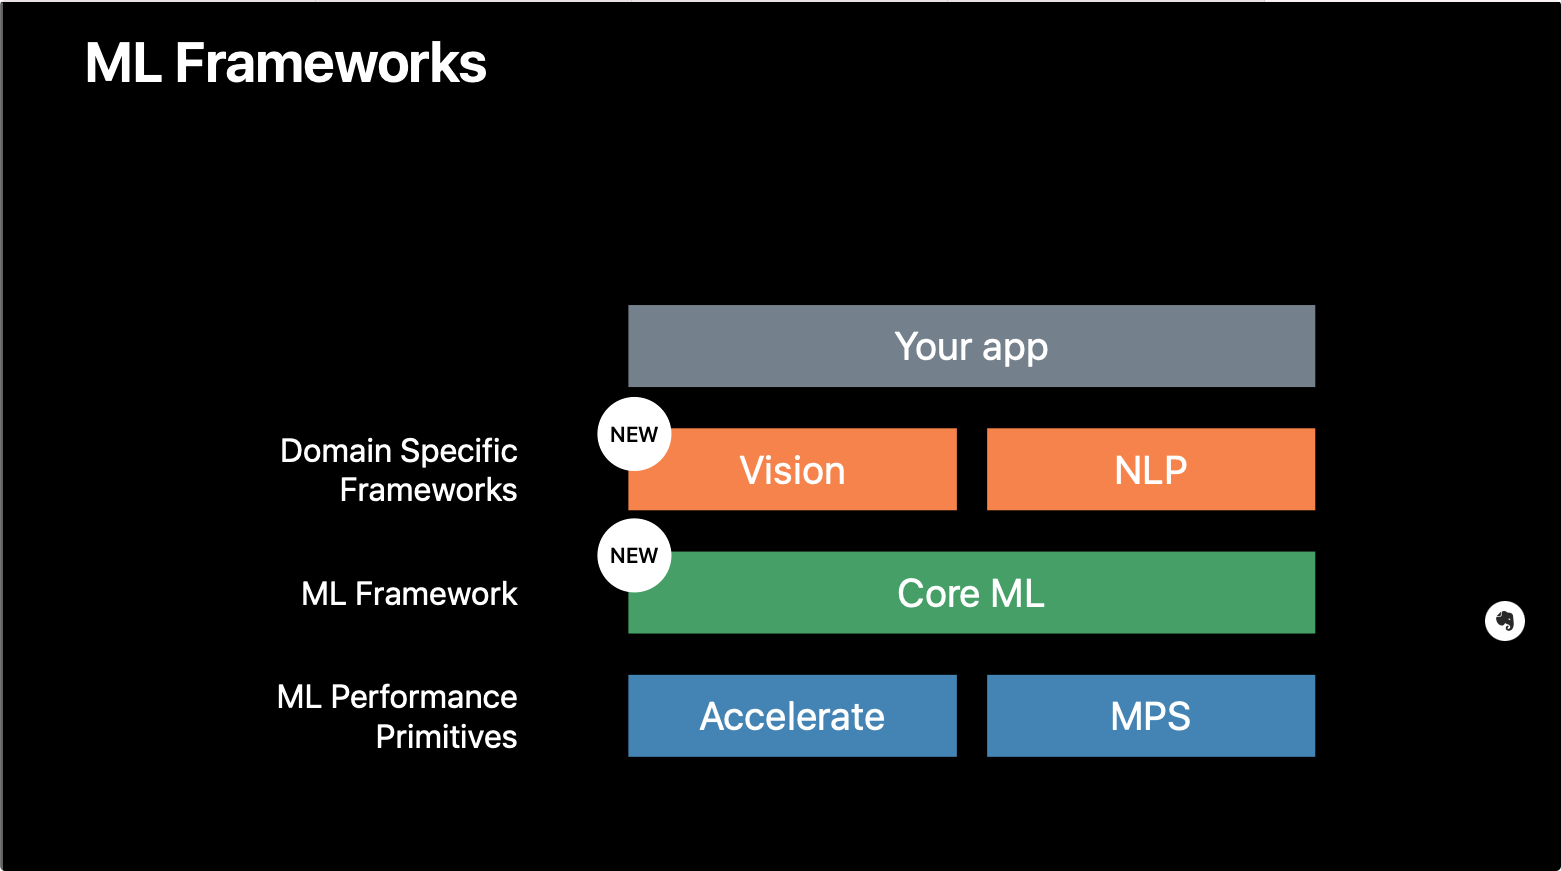 ML Frameworks
Your app
Domain Specific
Frameworks
NEW
Vision
NLP
ML Framework
NEW
Core ML
ML Performance
Primitives
Accelerate
MPS